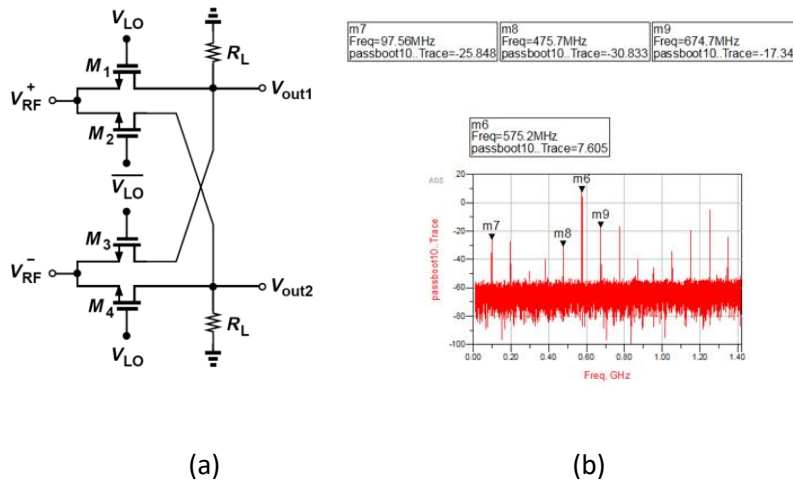 V_LO
M_1
R_L
V_RF^+
V_out1
M_2
V_LO
M_3
V_RF^-
V_out2
M_4
R_L
V_LO
m7
Freq=97.56MHz
passboot10..Trace=-25.848
m8
Freq=475.7MHz
passboot10..Trace=-30.833
m9
Freq=674.7MHz
passboot10..Trace=-17.34
m6
Freq=575.2MHz
passboot10..Trace=7.605
ADS
passboot10..Trace
20
0
-20
-40
-60
-80
-100
m6
m7
m8
m9
0.00 0.20 0.40 0.60 0.80 1.00 1.20 1.40
Freq, GHz
(a) (b)